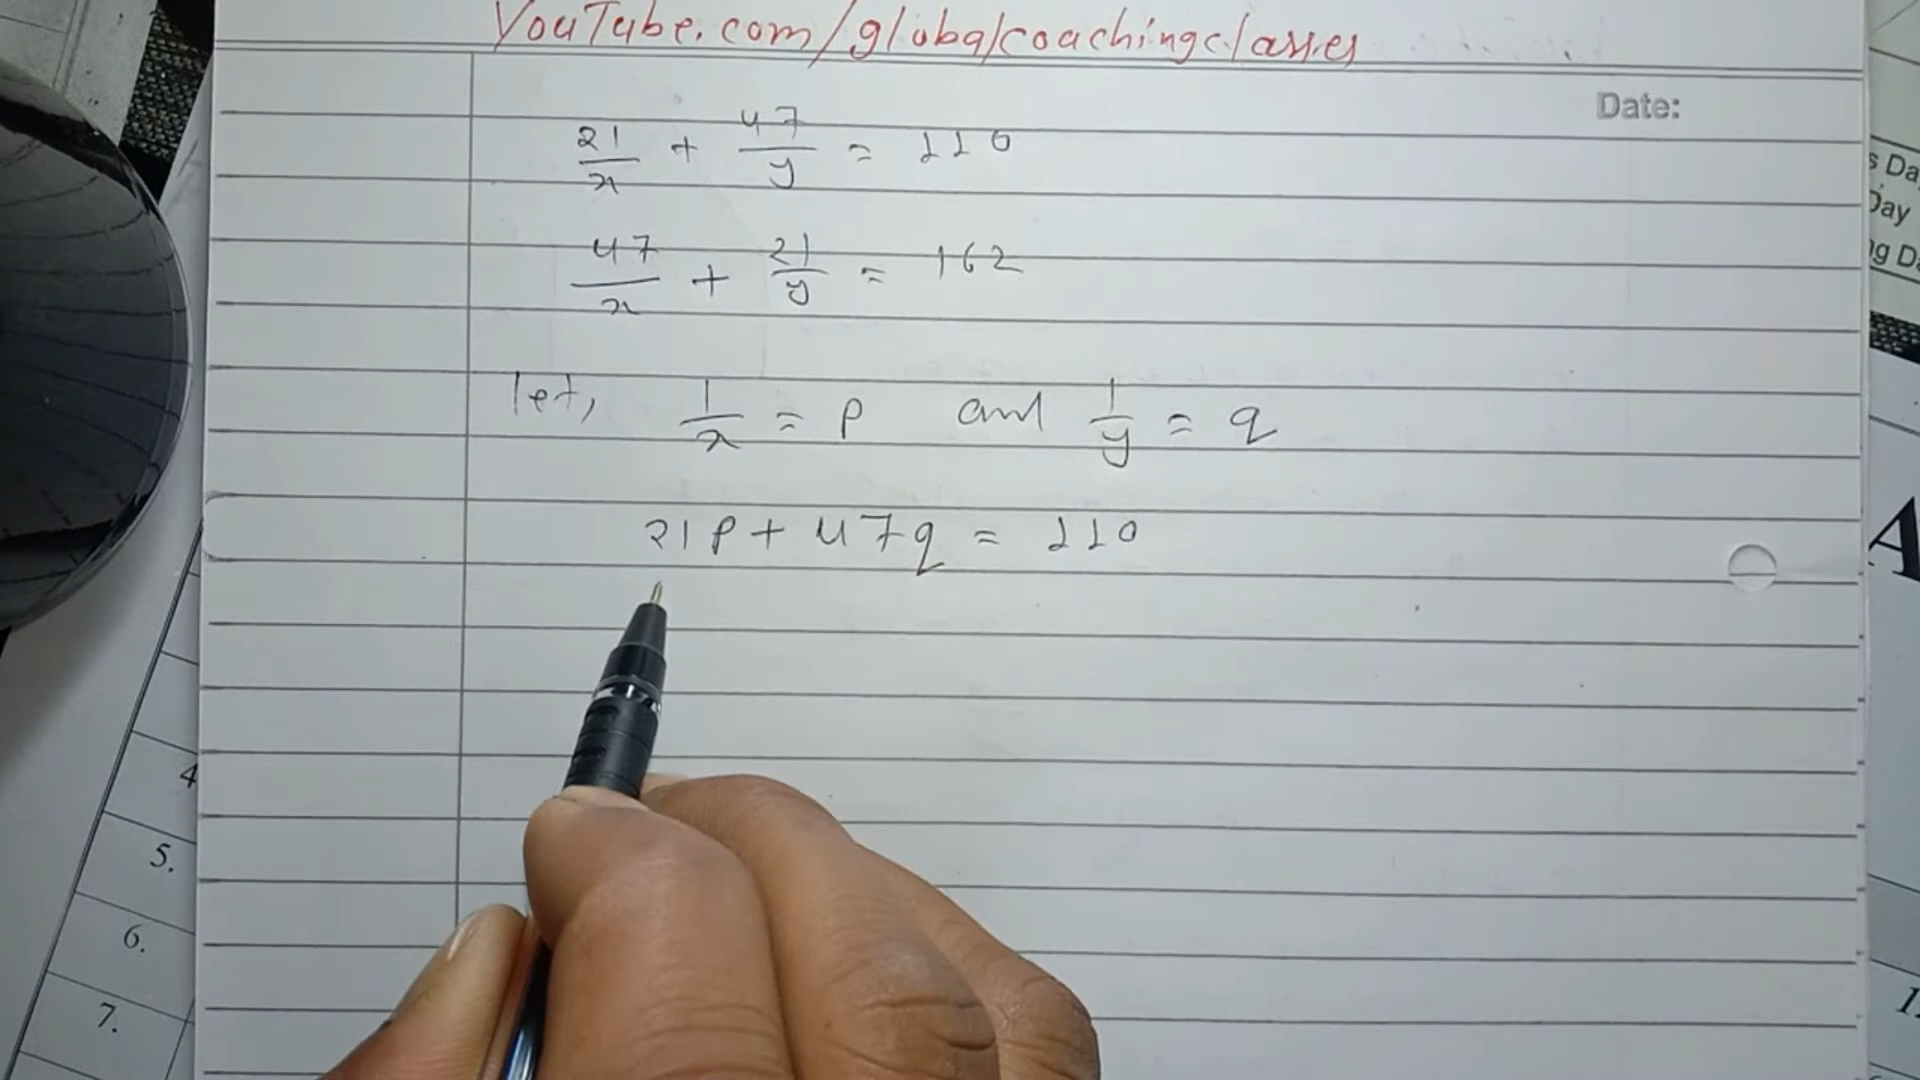 YouTube.com/globalcoachingclasses
Date:
21/x + 47/y = 110
47/x + 21/y = 162
let, 1/x = p and 1/y = q
21p + 47q = 110
4
5.
6.
7.
Day
A